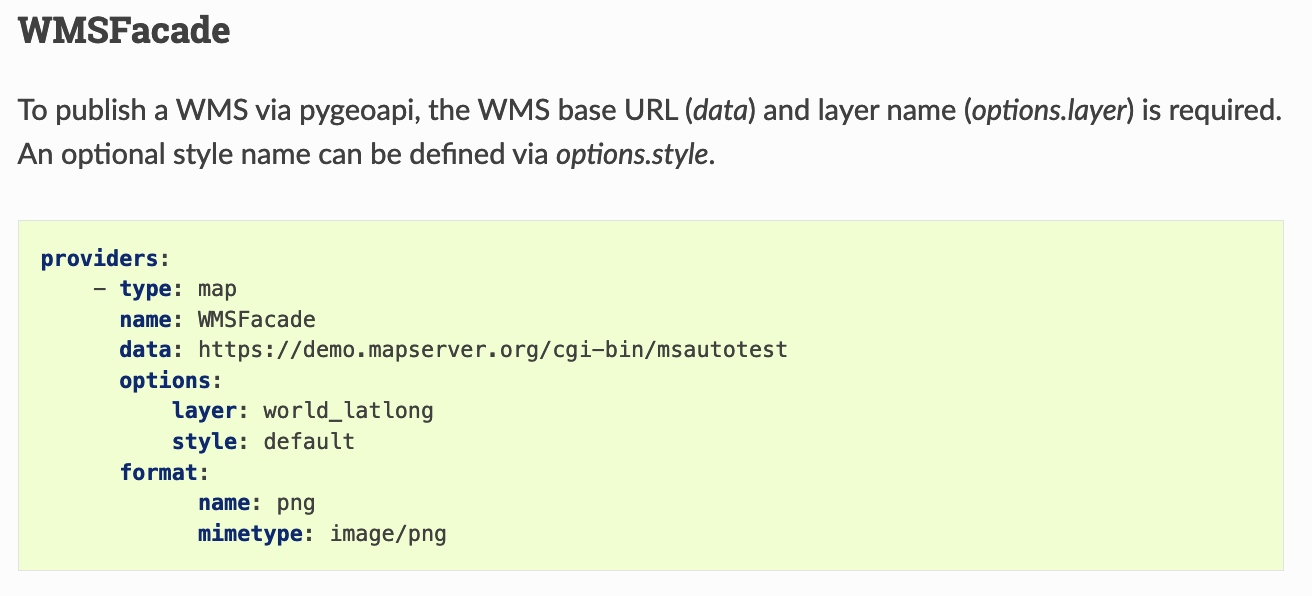 WMSFacade
To publish a WMS via pygeoapi, the WMS base URL (data) and layer name (options.layer) is required.
An optional style name can be defined via options.style.
providers:
    - type: map
      name: WMSFacade
      data: https://demo.mapserver.org/cgi-bin/msautotest
      options:
          layer: world_latlong
          style: default
      format:
            name: png
            mimetype: image/png